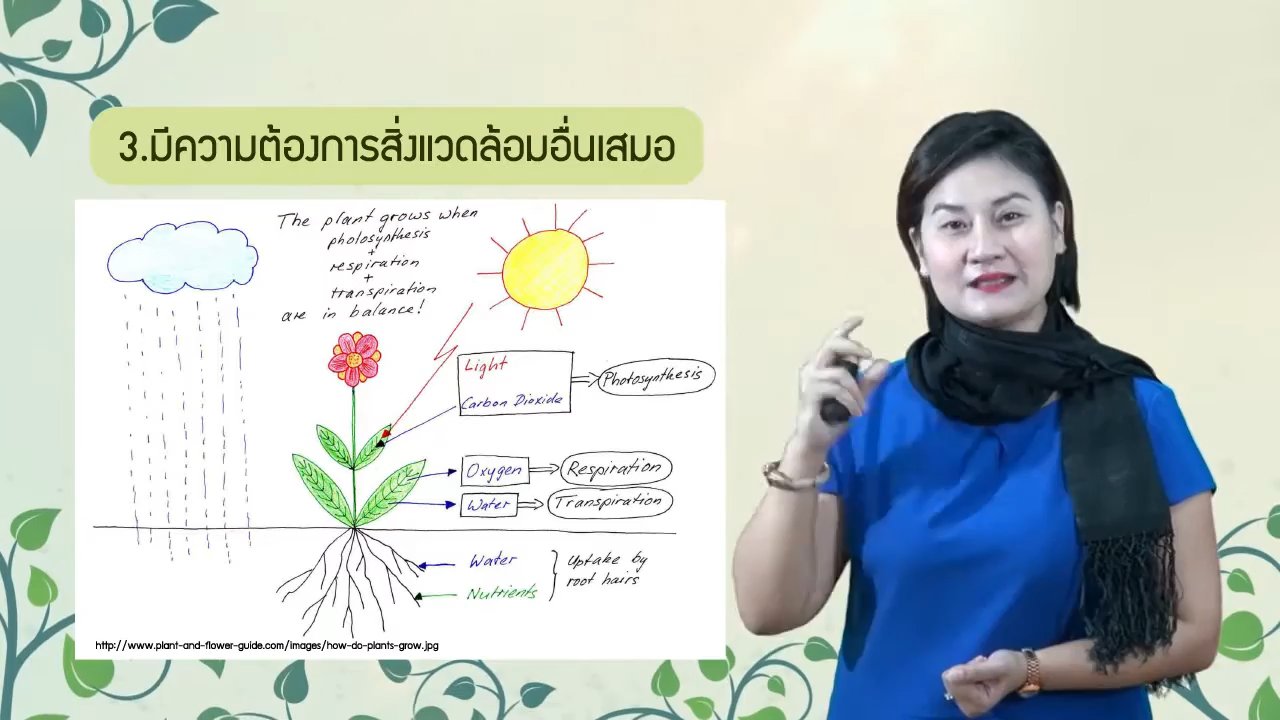 3.มีความต้องการสิ่งแวดล้อมอื่นเสมอ
The plant grows when
photosynthesis
+
respiration
+
transpiration
are in balance!
Light
Carbon Dioxide
Photosynthesis
Oxygen
Respiration
Water
Transpiration
Water
Nutrients
Uptake by
root hairs
http://www.plant-and-flower-guide.com/images/how-do-plants-grow.jpg